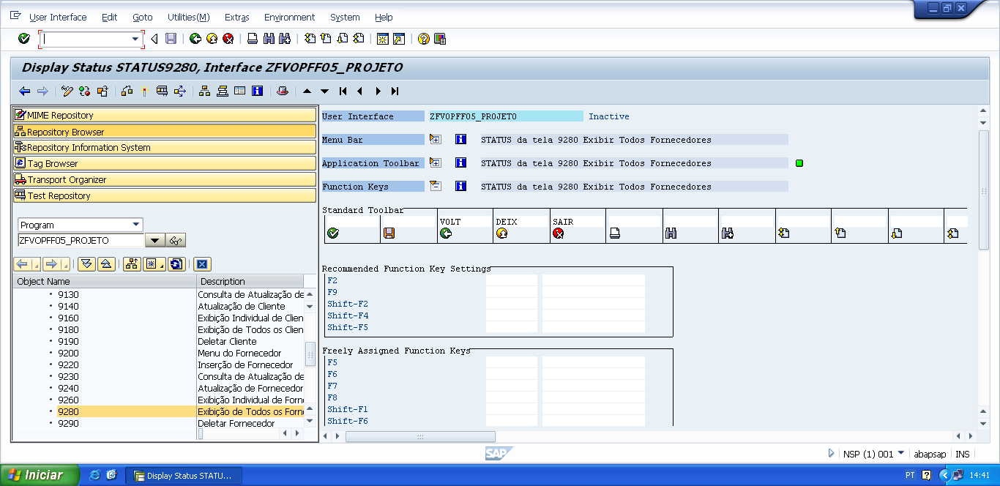 User Interface Edit Goto Utilities(M) Extras Environment System Help
Display Status STATUS9280, Interface ZFVOPFF05_PROJETO
MIME Repository
Repository Browser
Repository Information System
Tag Browser
Transport Organizer
Test Repository
Program
ZFVOPFF05_PROJETO
Object Name Description
9130 Consulta de Atualização de
9140 Atualização de Cliente
9160 Exibição Individual de Clien
9180 Exibição de Todos os Clien
9190 Deletar Cliente
9200 Menu do Fornecedor
9220 Inserção de Fornecedor
9230 Consulta de Atualização de
9240 Atualização de Fornecedor
9260 Exibição Individual de Forne
9280 Exibição de Todos os Forne
9290 Deletar Fornecedor
User Interface ZFVOPFF05_PROJETO Inactive
Menu Bar STATUS da tela 9280 Exibir Todos Fornecedores
Application Toolbar STATUS da tela 9280 Exibir Todos Fornecedores
Function Keys STATUS da tela 9280 Exibir Todos Fornecedores
Standard Toolbar
VOLT DEIX SAIR
Recommended Function Key Settings
F2
F9
Shift-F2
Shift-F4
Shift-F5
Freely Assigned Function Keys
F5
F6
F7
F8
Shift-F1
Shift-F6
SAP
NSP (1) 001 abapsap INS
Iniciar Display Status STATU... PT 14:41